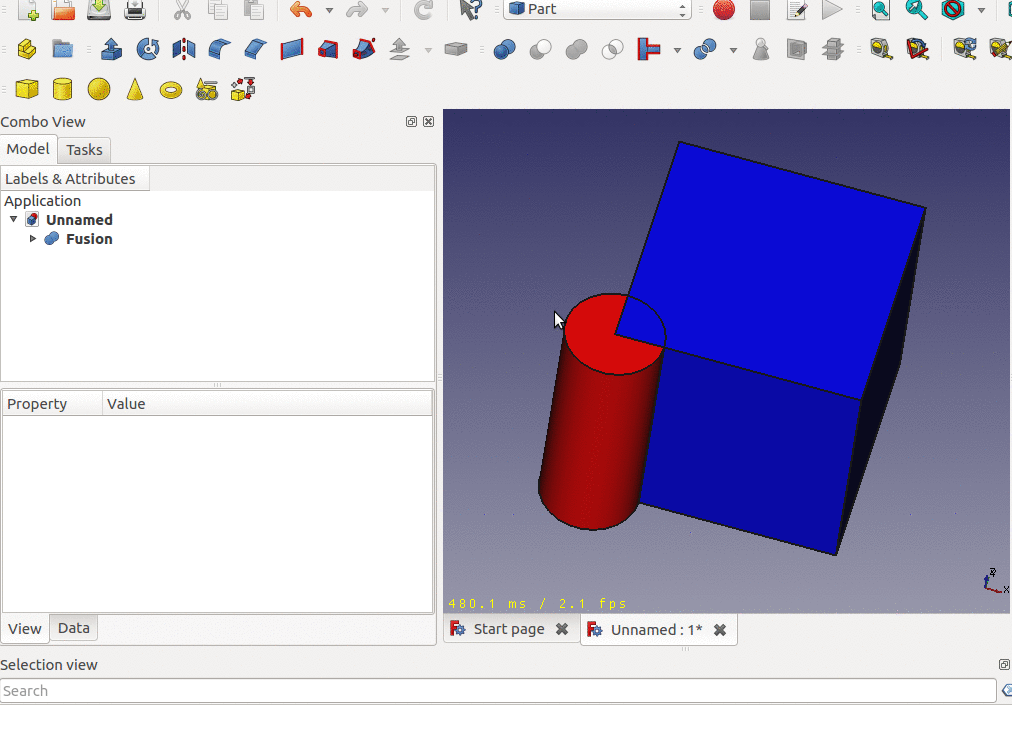 Part
Combo View
Model Tasks
Labels & Attributes
Application
Unnamed
Fusion
Property Value
480.1 ms / 2.1 fps
X
View Data
Start page Unnamed : 1*
Selection view
Search